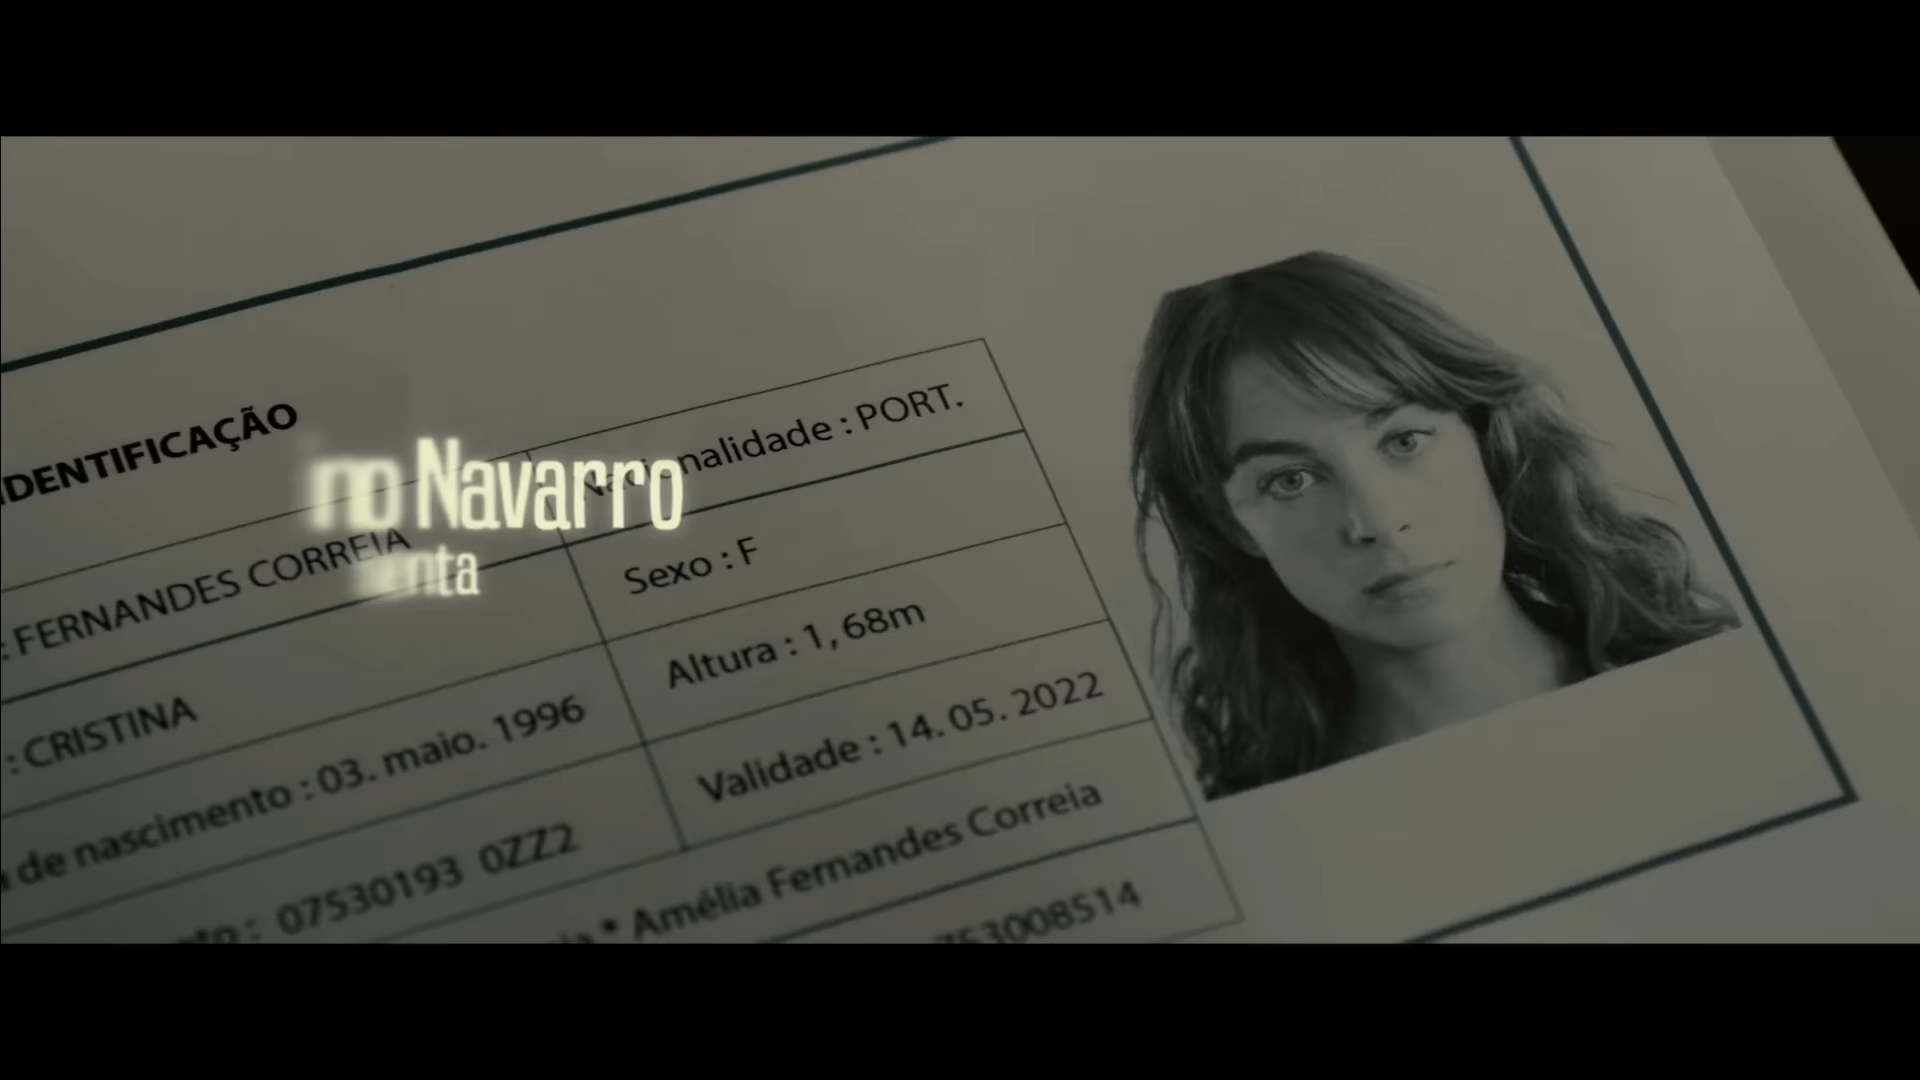 IDENTIFICAÇÃO
Navarro
: FERNANDES CORREIA
Nacionalidade : PORT.
: CRISTINA
Sexo : F
de nascimento : 03. maio. 1996
Altura : 1, 68m
07530193 0ZZ2
Validade : 14. 05. 2022
* Amélia Fernandes Correia
753008514